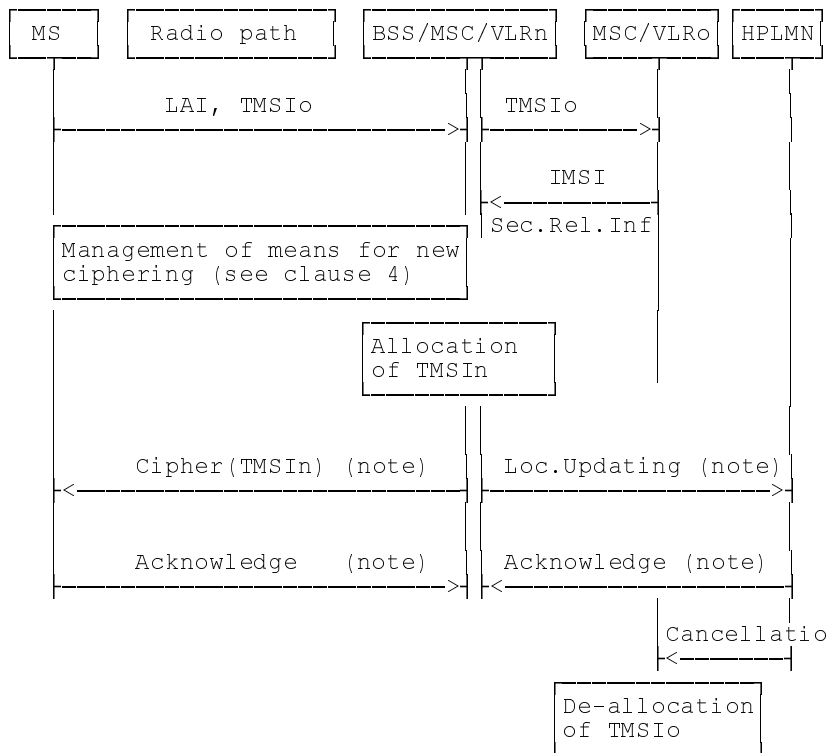 MS Radio path BSS/MSC/VLRn MSC/VLRo HPLMN
LAI, TMSIo TMSIo
IMSI
Sec.Rel.Inf
Management of means for new
ciphering (see clause 4)
Allocation
of TMSIn
Cipher(TMSIn) (note) Loc.Updating (note)
Acknowledge (note) Acknowledge (note)
Cancellatio
De-allocation
of TMSIo